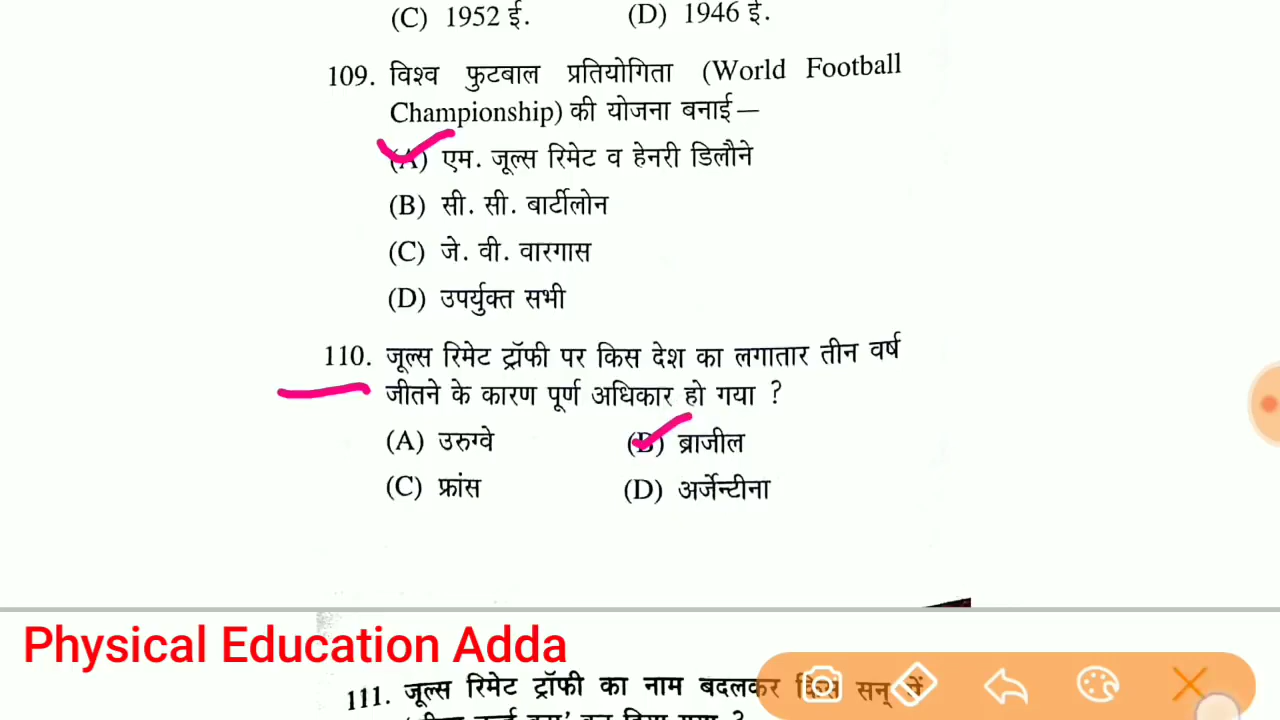 (C) 1952 ई. (D) 1946 ई.
109. विश्व फुटबाल प्रतियोगिता (World Football
Championship) की योजना बनाई—
(A) एम. जूल्स रिमेट व हेनरी डिलौने
(B) सी. सी. बार्टीलोन
(C) जे. वी. वारगास
(D) उपर्युक्त सभी
110. जूल्स रिमेट ट्रॉफी पर किस देश का लगातार तीन वर्ष
जीतने के कारण पूर्ण अधिकार हो गया ?
(A) उरुग्वे (B) ब्राजील
(C) फ्रांस (D) अर्जेन्टीना
Physical Education Adda
111. जूल्स रिमेट ट्रॉफी का नाम बदलकर किस सन् में